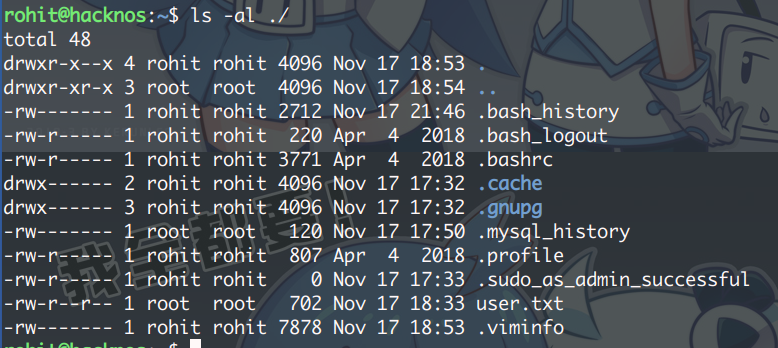 rohit@hacknos:~$ ls -al ./
total 48
drwxr-x--x 4 rohit rohit 4096 Nov 17 18:53 .
drwxr-xr-x 3 root  root  4096 Nov 17 18:54 ..
-rw------- 1 rohit rohit 2712 Nov 17 21:46 .bash_history
-rw-r----- 1 rohit rohit  220 Apr  4  2018 .bash_logout
-rw-r----- 1 rohit rohit 3771 Apr  4  2018 .bashrc
drwx------ 2 rohit rohit 4096 Nov 17 17:32 .cache
drwx------ 3 rohit rohit 4096 Nov 17 17:32 .gnupg
-rw------- 1 root  root   120 Nov 17 17:50 .mysql_history
-rw-r----- 1 rohit rohit  807 Apr  4  2018 .profile
-rw-r----- 1 rohit rohit    0 Nov 17 17:33 .sudo_as_admin_successful
-rw-r--r-- 1 root  root   702 Nov 17 18:33 user.txt
-rw------- 1 rohit rohit 7878 Nov 17 18:53 .viminfo
rohit@hacknos:~$
我全都要!